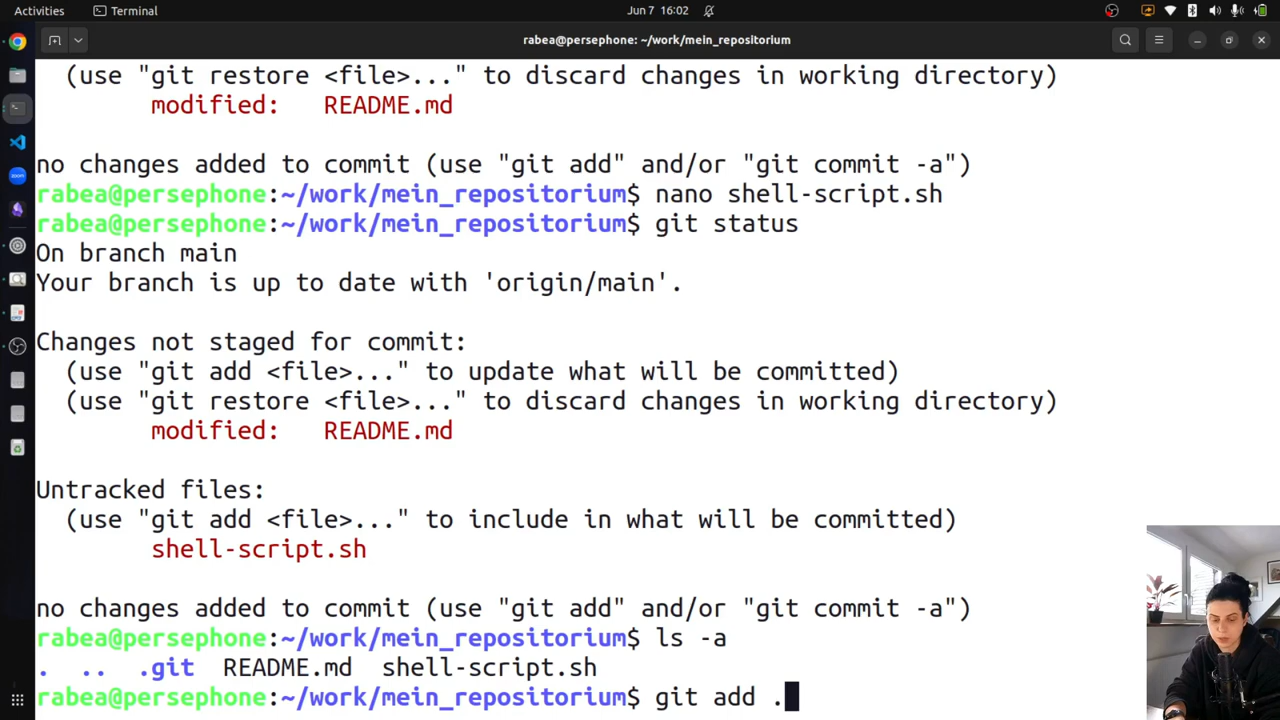 Activities
Terminal
Jun 7 16:02
rabea@persephone: ~/work/mein_repositorium
(use "git restore <file>..." to discard changes in working directory)
modified: README.md
no changes added to commit (use "git add" and/or "git commit -a")
rabea@persephone:~/work/mein_repositorium$ nano shell-script.sh
rabea@persephone:~/work/mein_repositorium$ git status
On branch main
Your branch is up to date with 'origin/main'.
Changes not staged for commit:
(use "git add <file>..." to update what will be committed)
(use "git restore <file>..." to discard changes in working directory)
modified: README.md
Untracked files:
(use "git add <file>..." to include in what will be committed)
shell-script.sh
no changes added to commit (use "git add" and/or "git commit -a")
rabea@persephone:~/work/mein_repositorium$ ls -a
. .. .git README.md shell-script.sh
rabea@persephone:~/work/mein_repositorium$ git add .